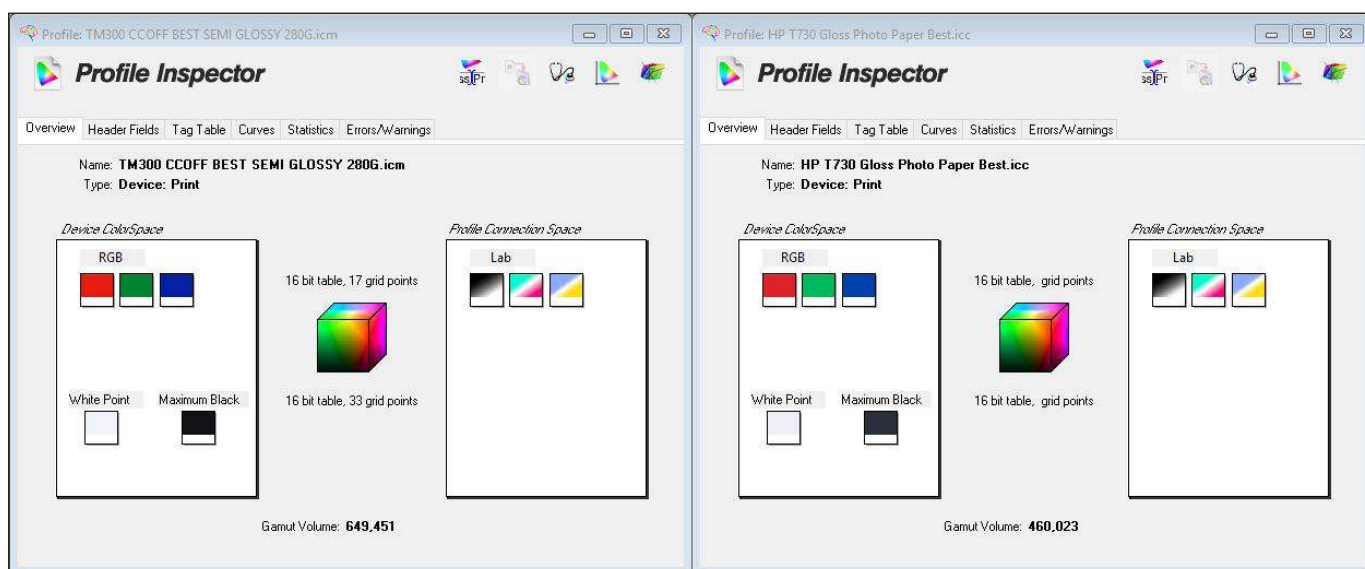 Profile: TM300 CCOFF BEST SEMI GLOSSY 280G.icm
Profile Inspector
Overview Header Fields Tag Table Curves Statistics Errors/Warnings
Name: TM300 CCOFF BEST SEMI GLOSSY 280G.icm
Type: Device: Print
Device ColorSpace
Profile Connection Space
RGB
Lab
16 bit table, 17 grid points
White Point Maximum Black
16 bit table, 33 grid points
Gamut Volume: 649,451
Profile: HP T730 Gloss Photo Paper Best.icc
Profile Inspector
Overview Header Fields Tag Table Curves Statistics Errors/Warnings
Name: HP T730 Gloss Photo Paper Best.icc
Type: Device: Print
Device ColorSpace
Profile Connection Space
RGB
Lab
16 bit table, grid points
White Point Maximum Black
16 bit table, grid points
Gamut Volume: 460,023